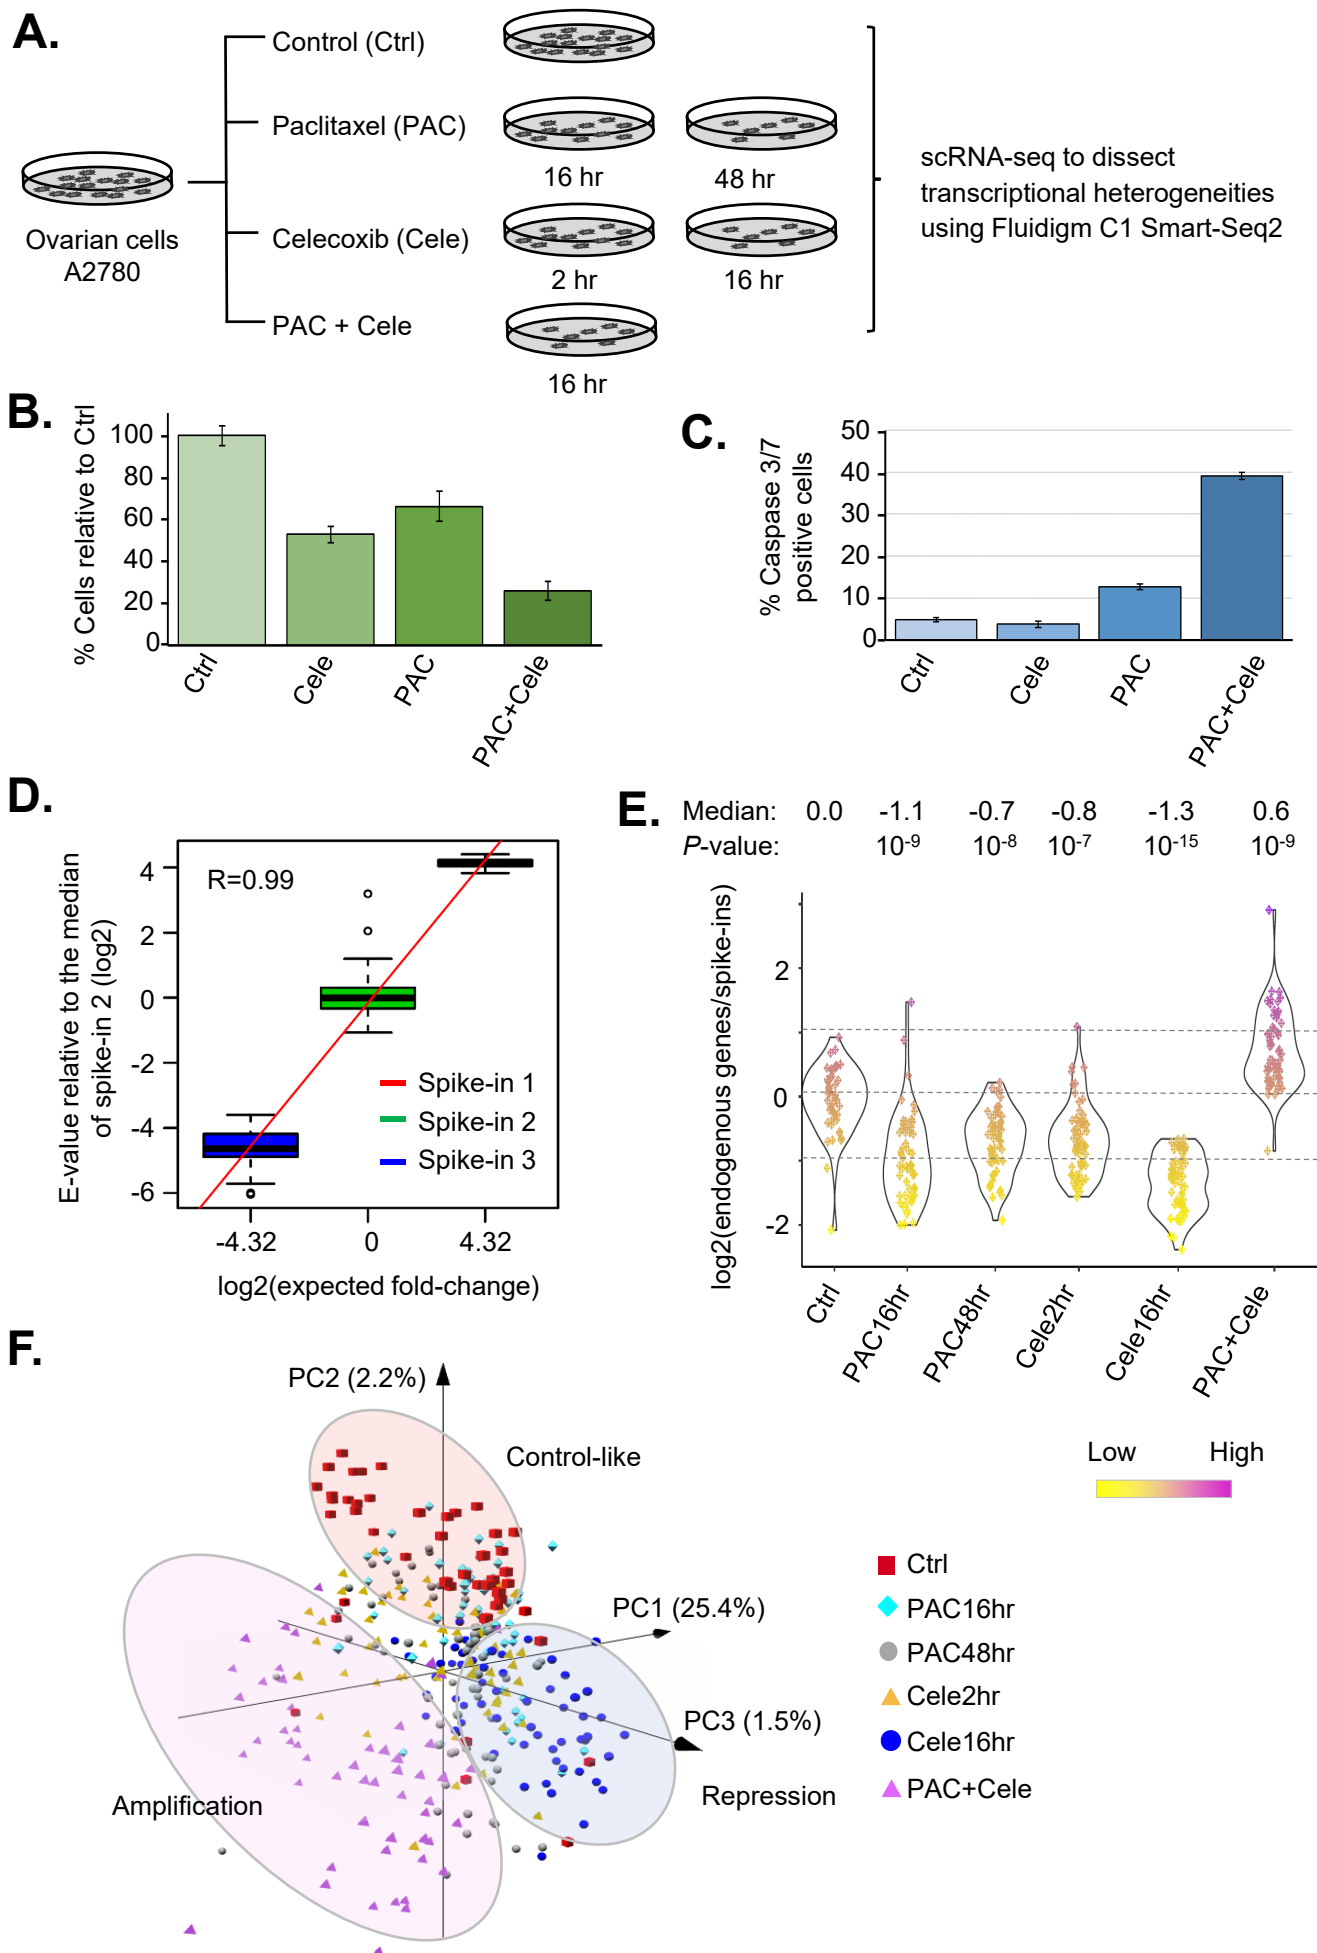 A.
Control (Ctrl)
Paclitaxel (PAC)
16 hr
48 hr
Celecoxib (Cele)
2 hr
16 hr
PAC + Cele
16 hr
Ovarian cells
A2780
scRNA-seq to dissect
transcriptional heterogeneities
using Fluidigm C1 Smart-Seq2
B.
% Cells relative to Ctrl
100
80
60
40
20
0
Ctrl
Cele
PAC
PAC+Cele
C.
% Caspase 3/7
positive cells
50
40
30
20
10
0
Ctrl
Cele
PAC
PAC+Cele
D.
E-value relative to the median
of spike-in 2 (log2)
4
2
0
-2
-4
-6
R=0.99
Spike-in 1
Spike-in 2
Spike-in 3
-4.32
0
4.32
log2(expected fold-change)
E.
Median: 0.0 -1.1 -0.7 -0.8 -1.3 0.6
P-value: 10-9 10-8 10-7 10-15 10-9
log2(endogenous genes/spike-ins)
2
0
-2
Ctrl
PAC16hr
PAC48hr
Cele2hr
Cele16hr
PAC+Cele
Low High
F.
PC2 (2.2%)
Control-like
PC1 (25.4%)
PC3 (1.5%)
Repression
Amplification
Ctrl
PAC16hr
PAC48hr
Cele2hr
Cele16hr
PAC+Cele